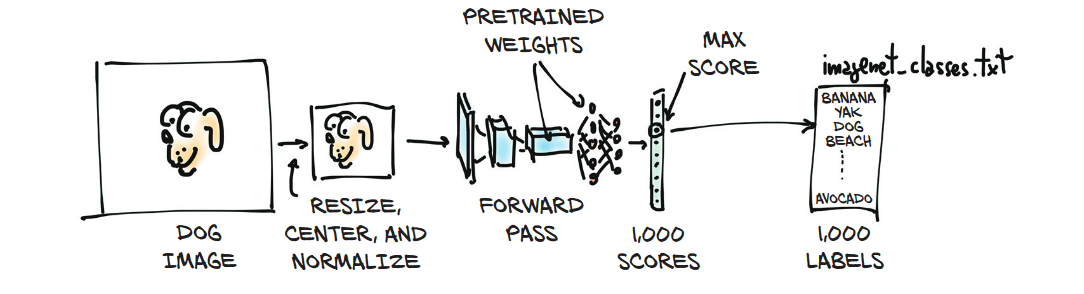 PRETRAINED
WEIGHTS
MAX
SCORE
imagenet_classes.txt
BANANA
YAK
DOG
BEACH
AVOCADO
DOG
IMAGE
RESIZE,
CENTER, AND
NORMALIZE
FORWARD
PASS
1,000
SCORES
1,000
LABELS